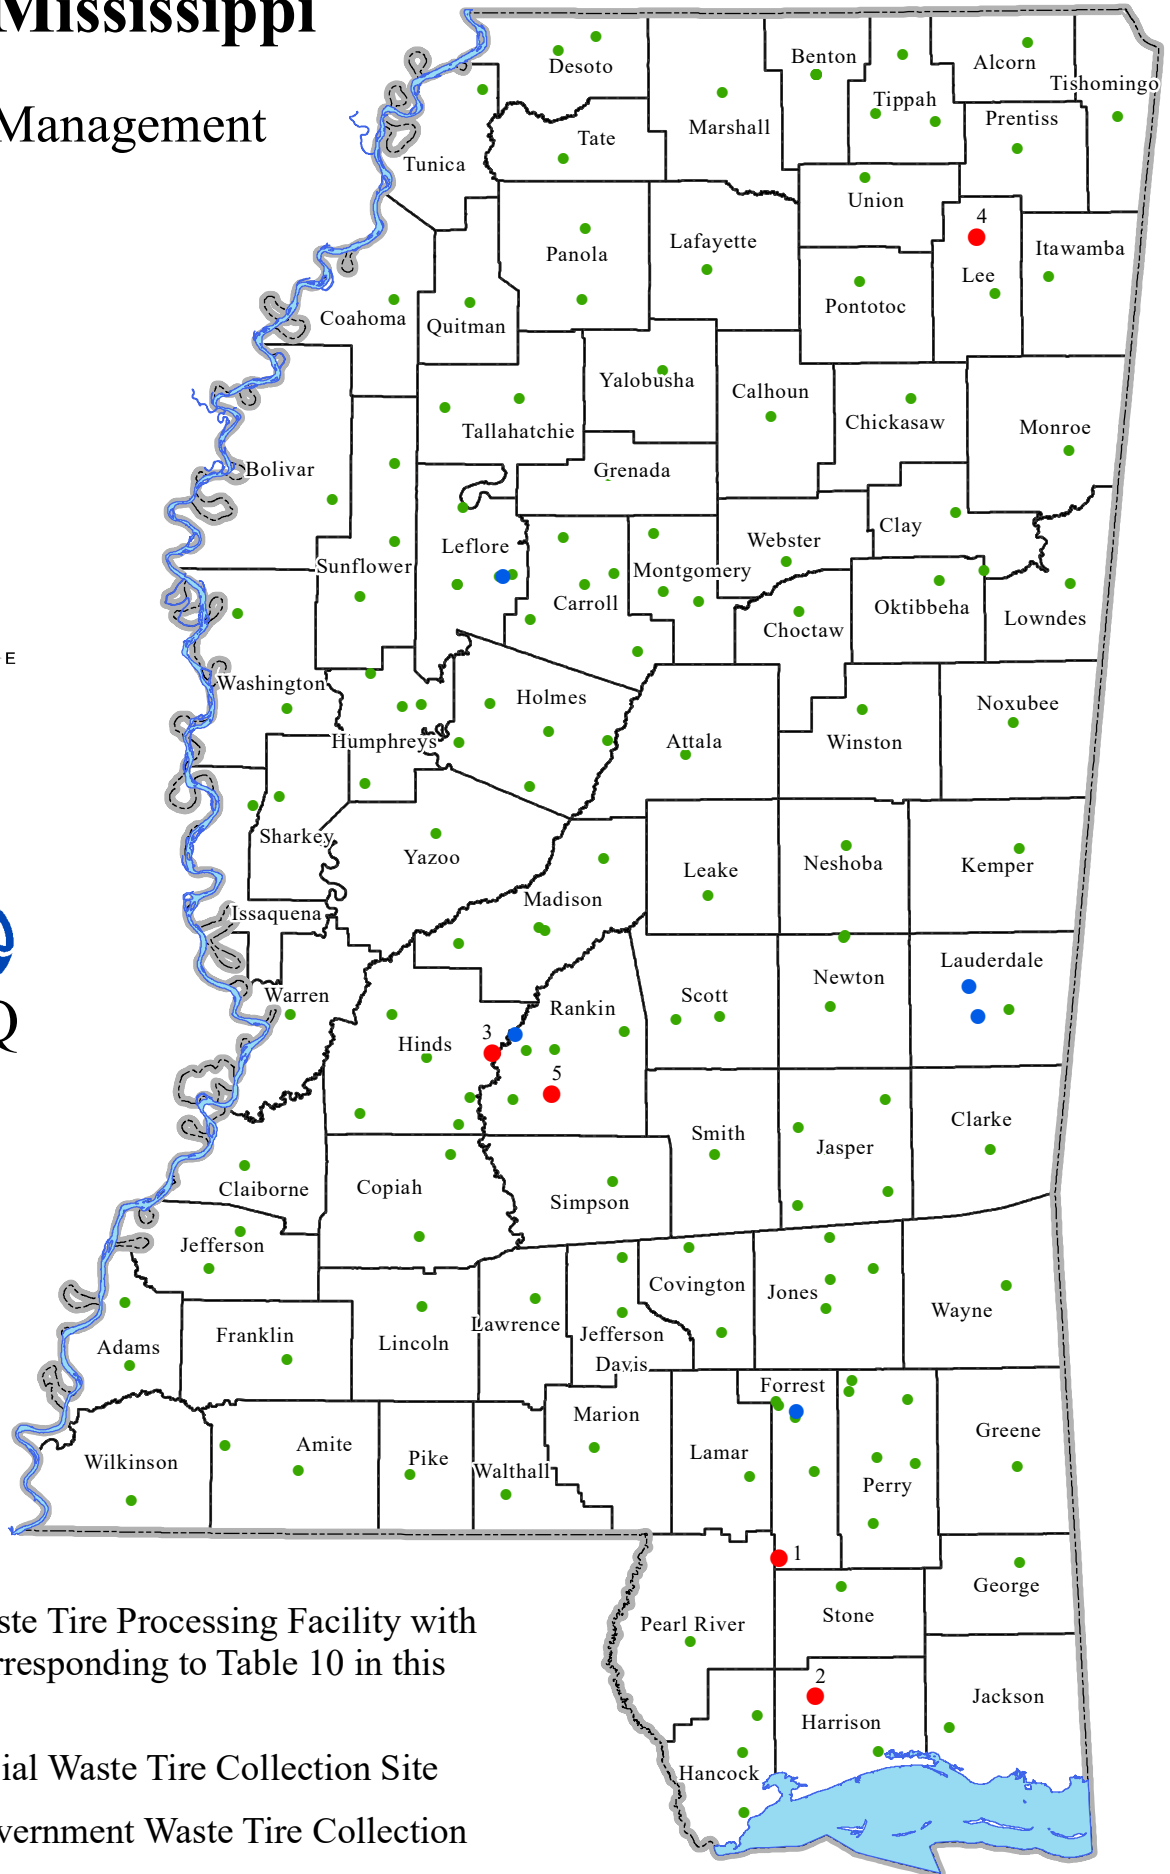 Mississippi
Management
Desoto
Benton
Alcorn
Tishomingo
Marshall
Tippah
Prentiss
Tate
Tunica
Union
4
Panola
Lafayette
Itawamba
Lee
Pontotoc
Coahoma
Quitman
Yalobusha
Calhoun
Chickasaw
Tallahatchie
Monroe
Bolivar
Grenada
Clay
Leflore
Webster
Sunflower
Montgomery
Carroll
Oktibbeha
Choctaw
Lowndes
E
Washington
Holmes
Noxubee
Humphreys
Attala
Winston
Sharkey
Yazoo
Leake
Neshoba
Kemper
Madison
Issaquena
Lauderdale
Newton
Warren
Scott
Rankin
Q
3
Hinds
5
Smith
Jasper
Clarke
Claiborne
Copiah
Simpson
Jefferson
Covington
Jones
Wayne
Lawrence
Franklin
Lincoln
Jefferson
Davis
Adams
Forrest
Marion
Greene
Wilkinson
Amite
Pike
Walthall
Lamar
Perry
1
George
ste Tire Processing Facility with
Stone
Pearl River
rresponding to Table 10 in this
2
Jackson
Harrison
ial Waste Tire Collection Site
Hancock
vernment Waste Tire Collection